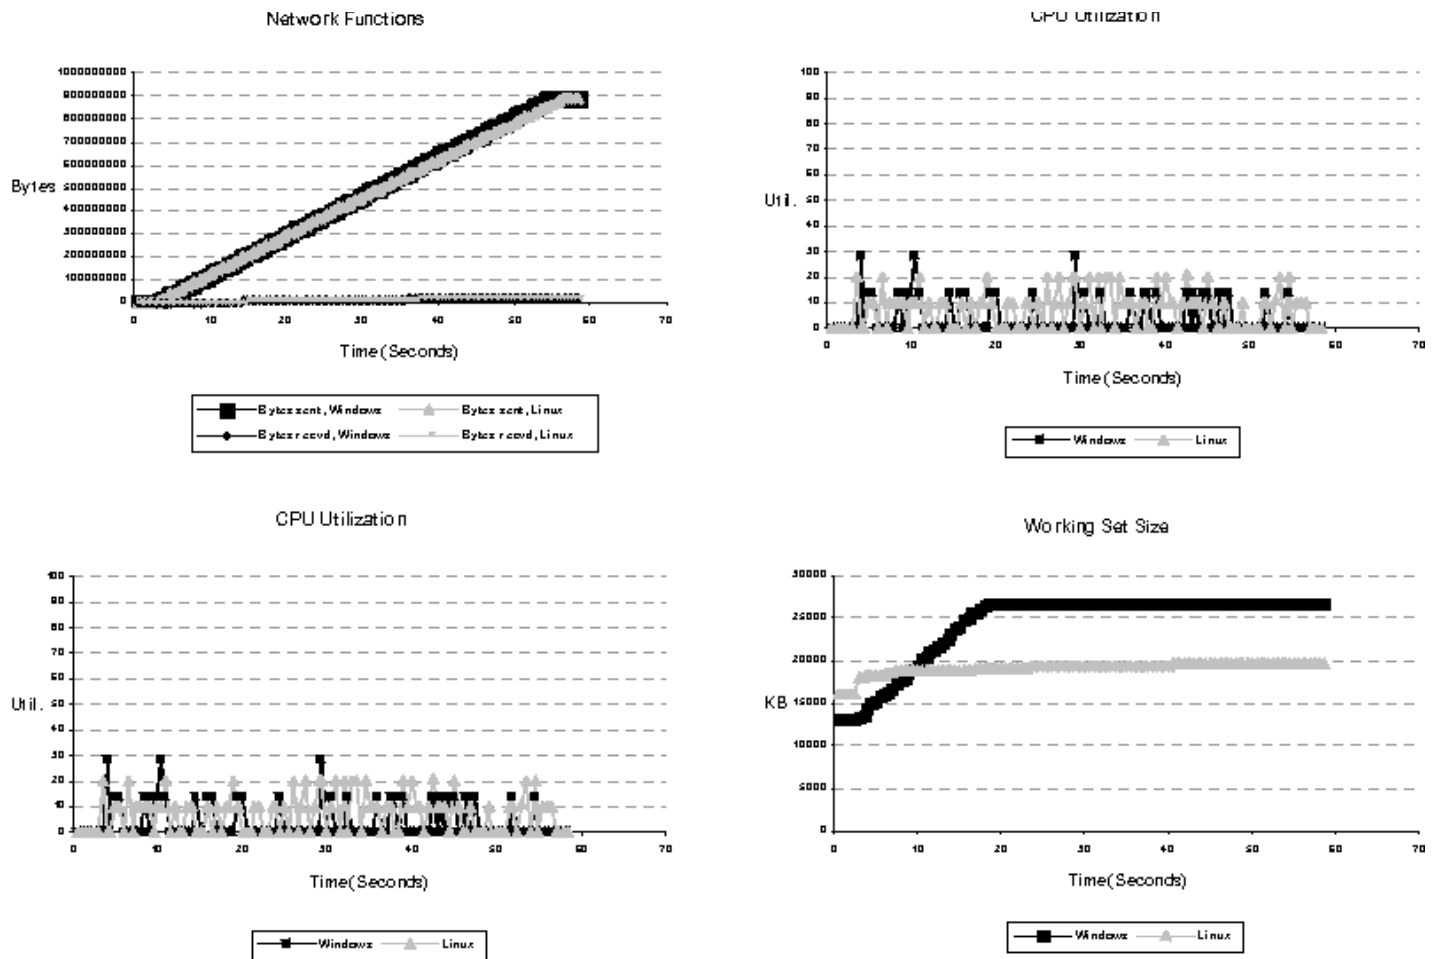 Network Functions
1000000000
900000000
800000000
700000000
600000000
Bytes 500000000
400000000
300000000
200000000
100000000
0
0 10 20 30 40 50 60 70
Time (Seconds)
Bytes sent, Windows Bytes sent, Linux
Bytes recvd, Windows Bytes recvd, Linux
CPU Utilization
100
90
80
70
60
Util. 50
40
30
20
10
0
0 10 20 30 40 50 60 70
Time (Seconds)
Windows Linux
CPU Utilization
100
90
80
70
60
Util. 50
40
30
20
10
0
0 10 20 30 40 50 60 70
Time (Seconds)
Windows Linux
Working Set Size
30000
25000
20000
KB 15000
10000
5000
0
0 10 20 30 40 50 60 70
Time (Seconds)
Windows Linux